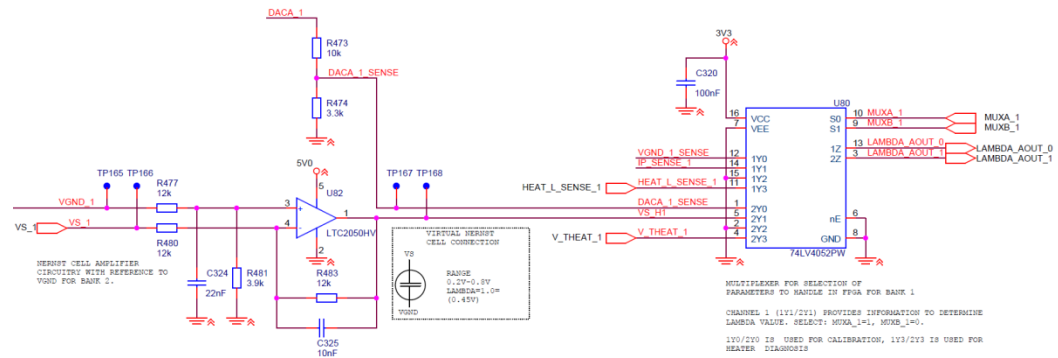 DACA_1
R473
10k
DACA_1_SENSE
R474
3.3k
3V3
C320
100nF
U80
16
VCC
7
VEE
S0
10
MUXA_1
MUXA_1
S1
9
MUXB_1
MUXB_1
1Z
13
LAMBDA_AOUT_0
LAMBDA_AOUT_0
2Z
3
LAMBDA_AOUT_1
LAMBDA_AOUT_1
VGND_1_SENSE
12
1Y0
IP_SENSE_1
14
1Y1
15
1Y2
HEAT_L_SENSE_1
HEAT_L_SENSE_1
11
1Y3
DACA_1_SENSE
1
2Y0
VS_H1
5
2Y1
2
2Y2
V_THEAT_1
V_THEAT_1
4
2Y3
nE
6
GND
8
74LV4052PW
TP165
TP166
R477
12k
VGND_1
VS_1
VS_1
R480
12k
5V0
5
U82
3
+
4
-
1
LTC2050HV
2
TP167
TP168
C324
22nF
R481
3.9k
R483
12k
C325
10nF
NERNST CELL AMPLIFIER
CIRCUITRY WITH REFERENCE TO
VGND FOR BANK 2.
VIRTUAL NERNST
CELL CONNECTION
VS
RANGE
0.2V-0.8V
LAMBDA=1.0=
(0.45V)
VGND
MULTIPLEXER FOR SELECTION OF
PARAMETERS TO HANDLE IN FPGA FOR BANK 1
CHANNEL 1 (1Y1/2Y1) PROVIDES INFORMATION TO DETERMINE
LAMBDA VALUE. SELECT: MUXA_1=1, MUXB_1=0.
1Y0/2Y0 IS USED FOR CALIBRATION, 1Y3/2Y3 IS USED FOR
HEATER DIAGNOSIS